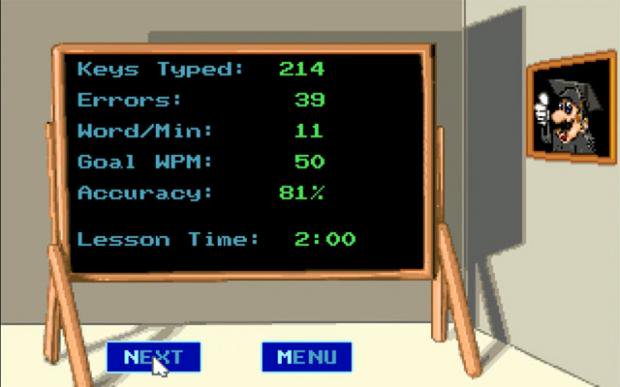 Keys Typed: 214
Errors: 39
Word/Min: 11
Goal WPM: 50
Accuracy: 81%
Lesson Time: 2:00
NEXT MENU